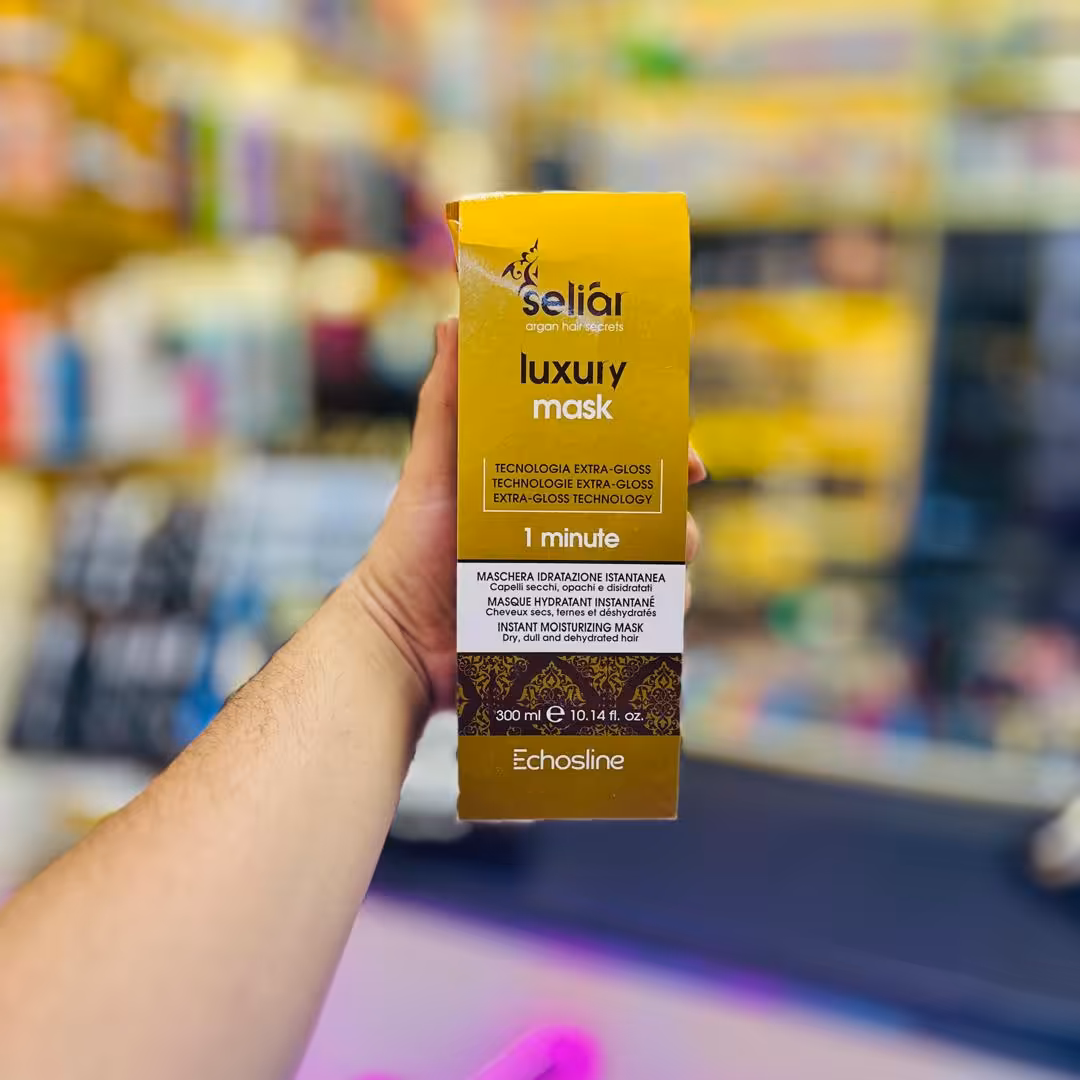 seliár
argan hair secrets
luxury
mask
TECNOLOGIA EXTRA-GLOSS
TECHNOLOGIE EXTRA-GLOSS
EXTRA-GLOSS TECHNOLOGY
1 minute
MASCHERA IDRATAZIONE ISTANTANEA
Capelli secchi, opachi e disidratati
MASQUE HYDRATANT INSTANTANÉ
Cheveux secs, ternes et déshydratés
INSTANT MOISTURIZING MASK
Dry, dull and dehydrated hair
300 ml e 10.14 fl. oz.
Echosline